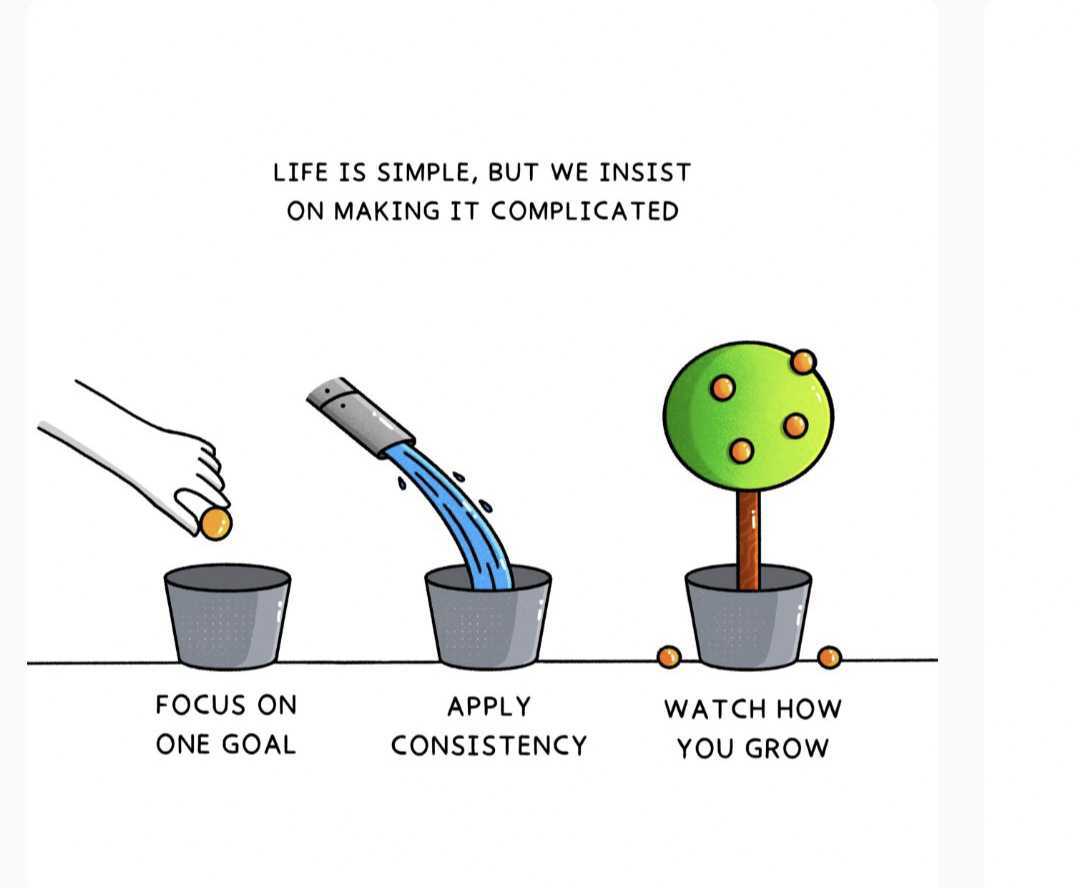 LIFE IS SIMPLE, BUT WE INSIST
ON MAKING IT COMPLICATED
FOCUS ON
ONE GOAL
APPLY
CONSISTENCY
WATCH HOW
YOU GROW